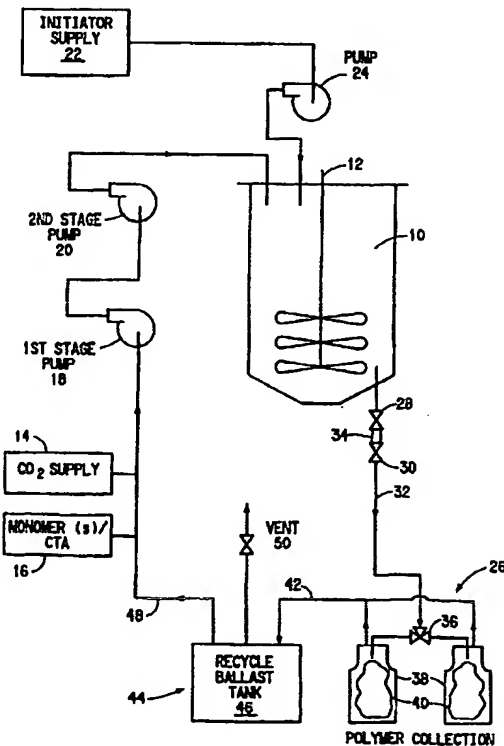 INITIATOR
SUPPLY
22
PUMP
24
12
2ND STAGE
PUMP
20
10
1ST STAGE
PUMP
18
28
34
30
14
CO2 SUPPLY
32
MONOMER (s)/
CTA
16
VENT
50
26
42
36
48
RECYCLE
BALLAST
TANK
46
44
38
40
POLYMER COLLECTION